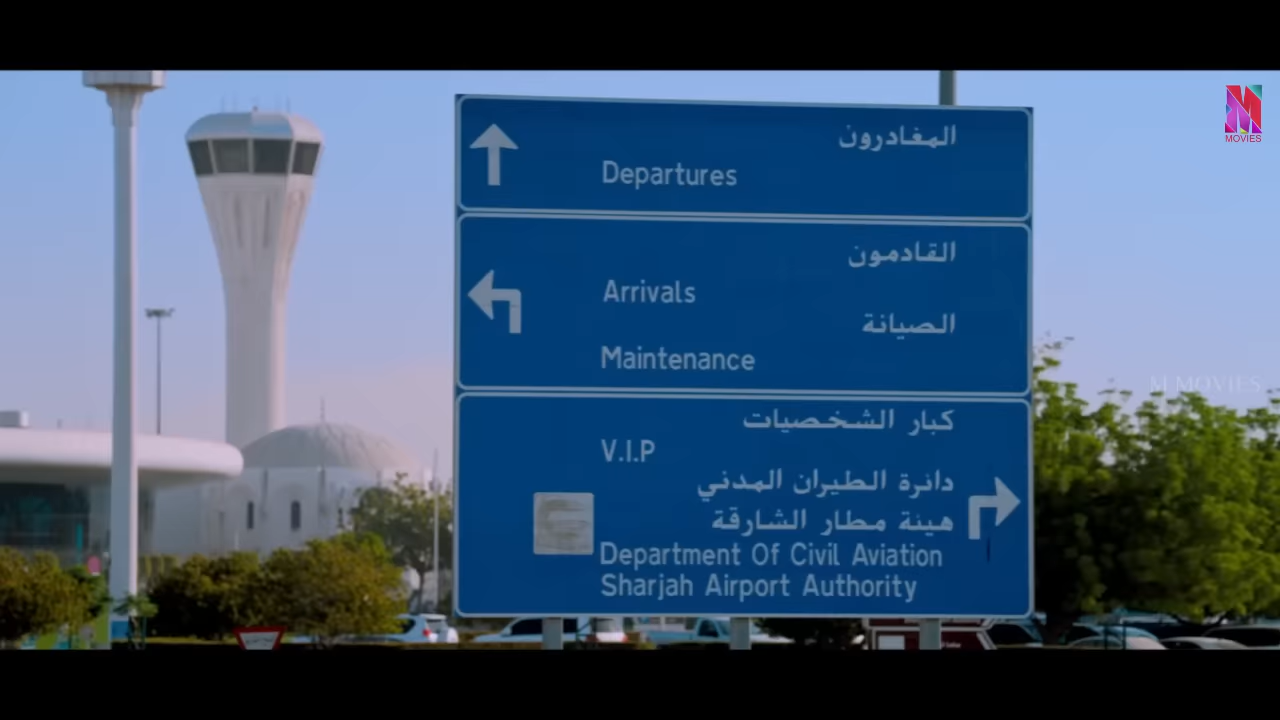 MOVIES
المغادرون
Departures
القادمون
Arrivals
الصيانة
Maintenance
M MOVIES
كبار الشخصيات
V.I.P
دائرة الطيران المدني
هيئة مطار الشارقة
Department Of Civil Aviation
Sharjah Airport Authority